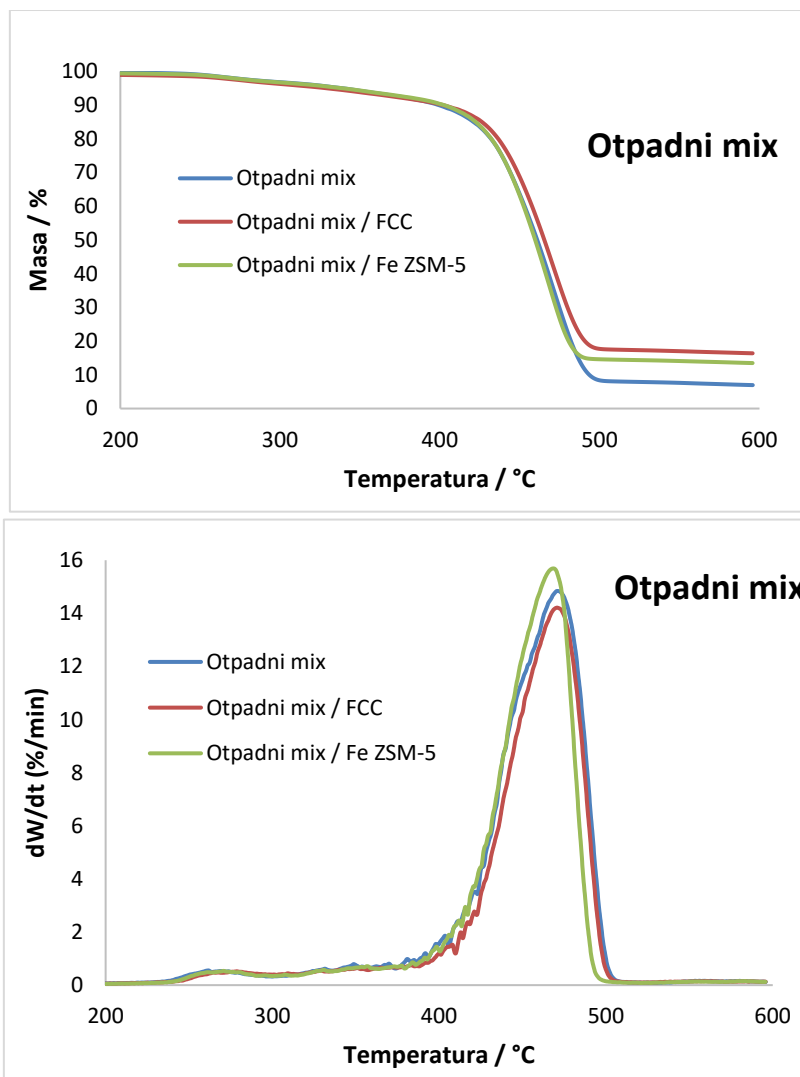 100
90
80
70
60
50
40
30
20
10
0
Masa / %
Otpadni mix
Otpadni mix
Otpadni mix / FCC
Otpadni mix / Fe ZSM-5
200 300 400 500 600
Temperatura / °C
16
14
12
10
8
6
4
2
0
dW/dt (%/min)
Otpadni mix
Otpadni mix
Otpadni mix / FCC
Otpadni mix / Fe ZSM-5
200 300 400 500 600
Temperatura / °C